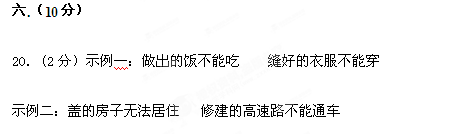 六.（10分）
20.（2分）示例一：做出的饭不能吃　　缝好的衣服不能穿
示例二：盖的房子无法居住　修建的高速路不能通车